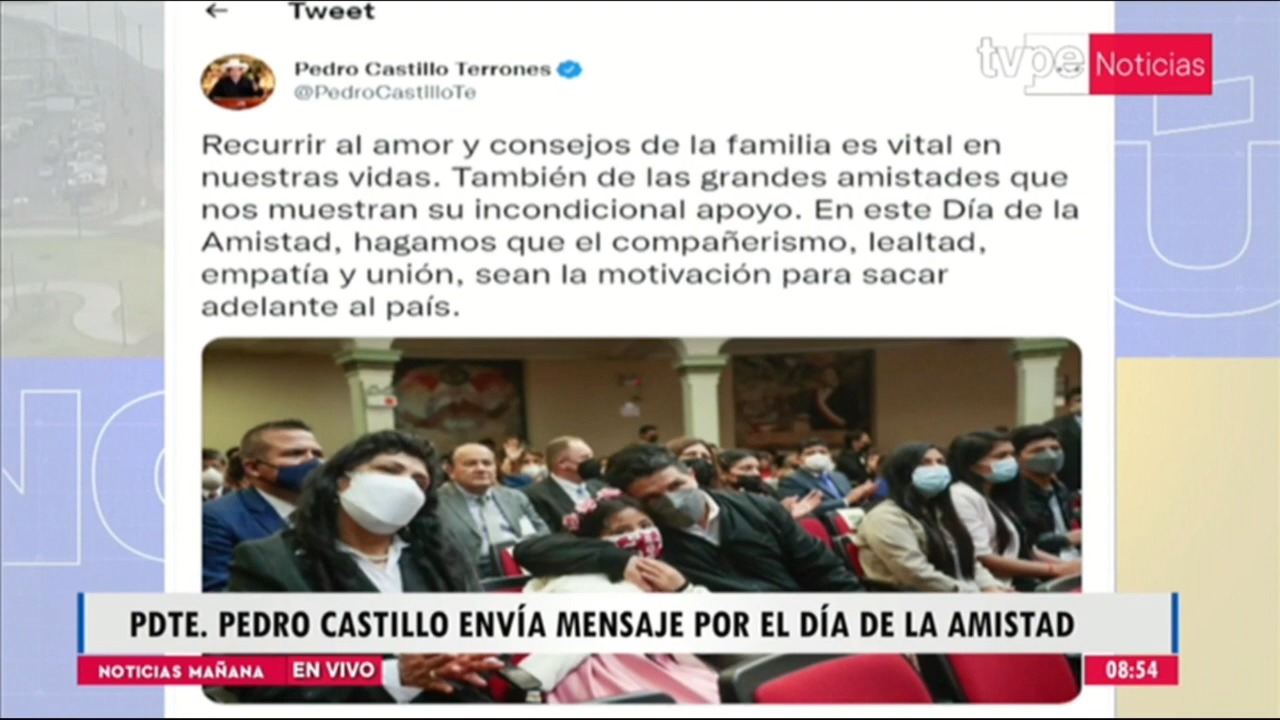 Tweet
tvpe Noticias
Pedro Castillo Terrones
@PedroCastilloTe
Recurrir al amor y consejos de la familia es vital en
nuestras vidas. También de las grandes amistades que
nos muestran su incondicional apoyo. En este Día de la
Amistad, hagamos que el compañerismo, lealtad,
empatía y unión, sean la motivación para sacar
adelante al país.
PDTE. PEDRO CASTILLO ENVÍA MENSAJE POR EL DÍA DE LA AMISTAD
NOTICIAS MAÑANA EN VIVO 08:54